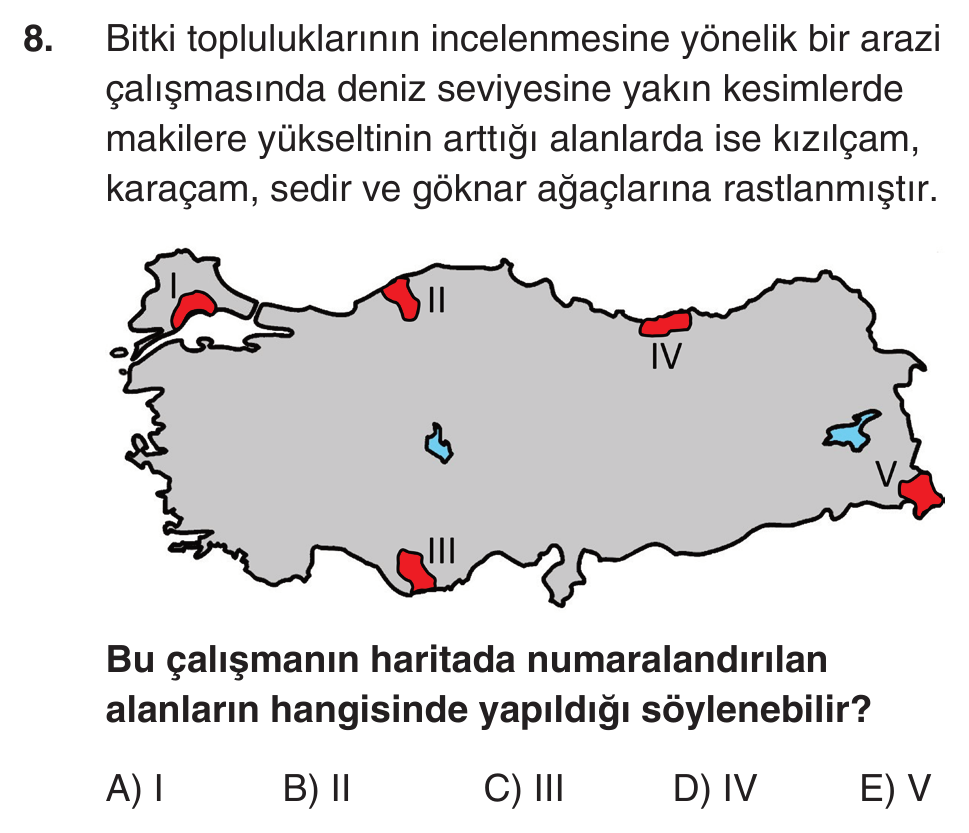 8. Bitki topluluklarının incelenmesine yönelik bir arazi
çalışmasında deniz seviyesine yakın kesimlerde
makilere yükseltinin arttığı alanlarda ise kızılçam,
karaçam, sedir ve göknar ağaçlarına rastlanmıştır.
I
II
IV
V
III
Bu çalışmanın haritada numaralandırılan
alanların hangisinde yapıldığı söylenebilir?
A) I B) II C) III D) IV E) V